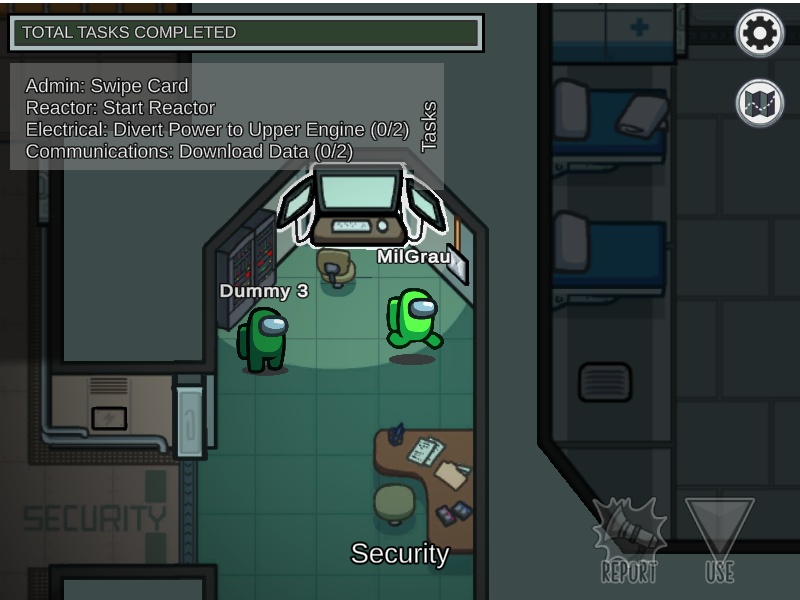 TOTAL TASKS COMPLETED
Admin: Swipe Card
Reactor: Start Reactor
Electrical: Divert Power to Upper Engine (0/2)
Communications: Download Data (0/2)
Tasks
MilGrau
Dummy 3
SECURITY
Security
REPORT
USE